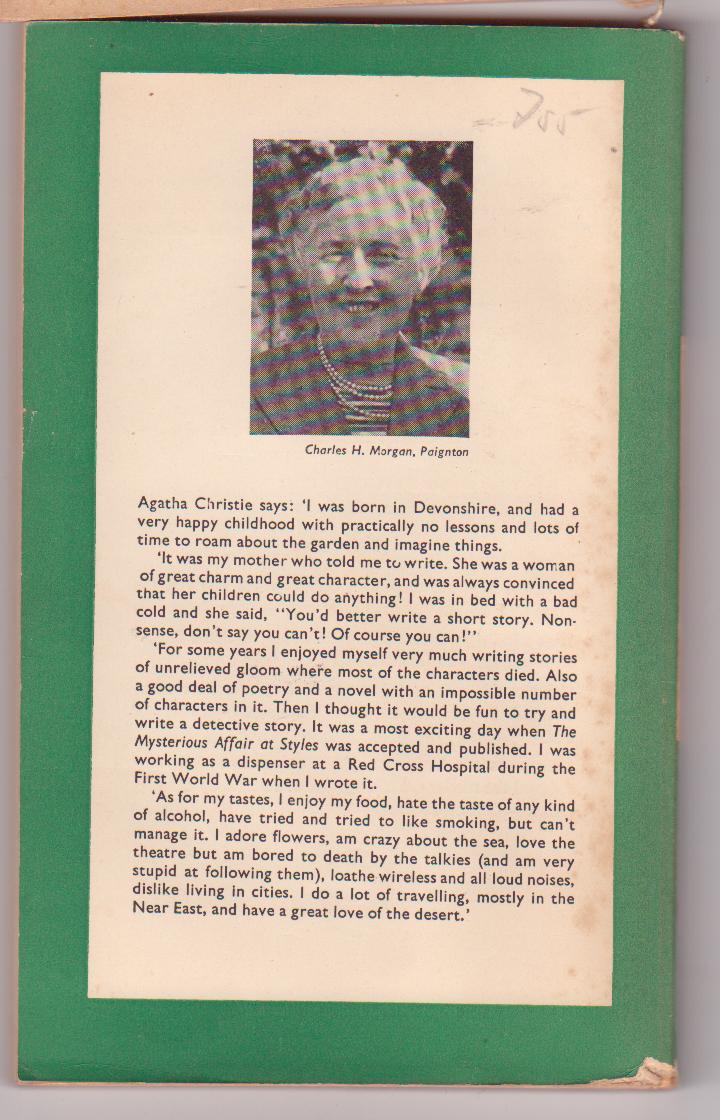 Charles H. Morgan, Paignton
Agatha Christie says: 'I was born in Devonshire, and had a
very happy childhood with practically no lessons and lots of
time to roam about the garden and imagine things.
'It was my mother who told me to write. She was a woman
of great charm and great character, and was always convinced
that her children could do anything! I was in bed with a bad
cold and she said, "You'd better write a short story. Non-
sense, don't say you can't! Of course you can!"
'For some years I enjoyed myself very much writing stories
of unrelieved gloom where most of the characters died. Also
a good deal of poetry and a novel with an impossible number
of characters in it. Then I thought it would be fun to try and
write a detective story. It was a most exciting day when The
Mysterious Affair at Styles was accepted and published. I was
working as a dispenser at a Red Cross Hospital during the
First World War when I wrote it.
'As for my tastes, I enjoy my food, hate the taste of any kind
of alcohol, have tried and tried to like smoking, but can't
manage it. I adore flowers, am crazy about the sea, love the
theatre but am bored to death by the talkies (and am very
stupid at following them), loathe wireless and all loud noises,
dislike living in cities. I do a lot of travelling, mostly in the
Near East, and have a great love of the desert.'